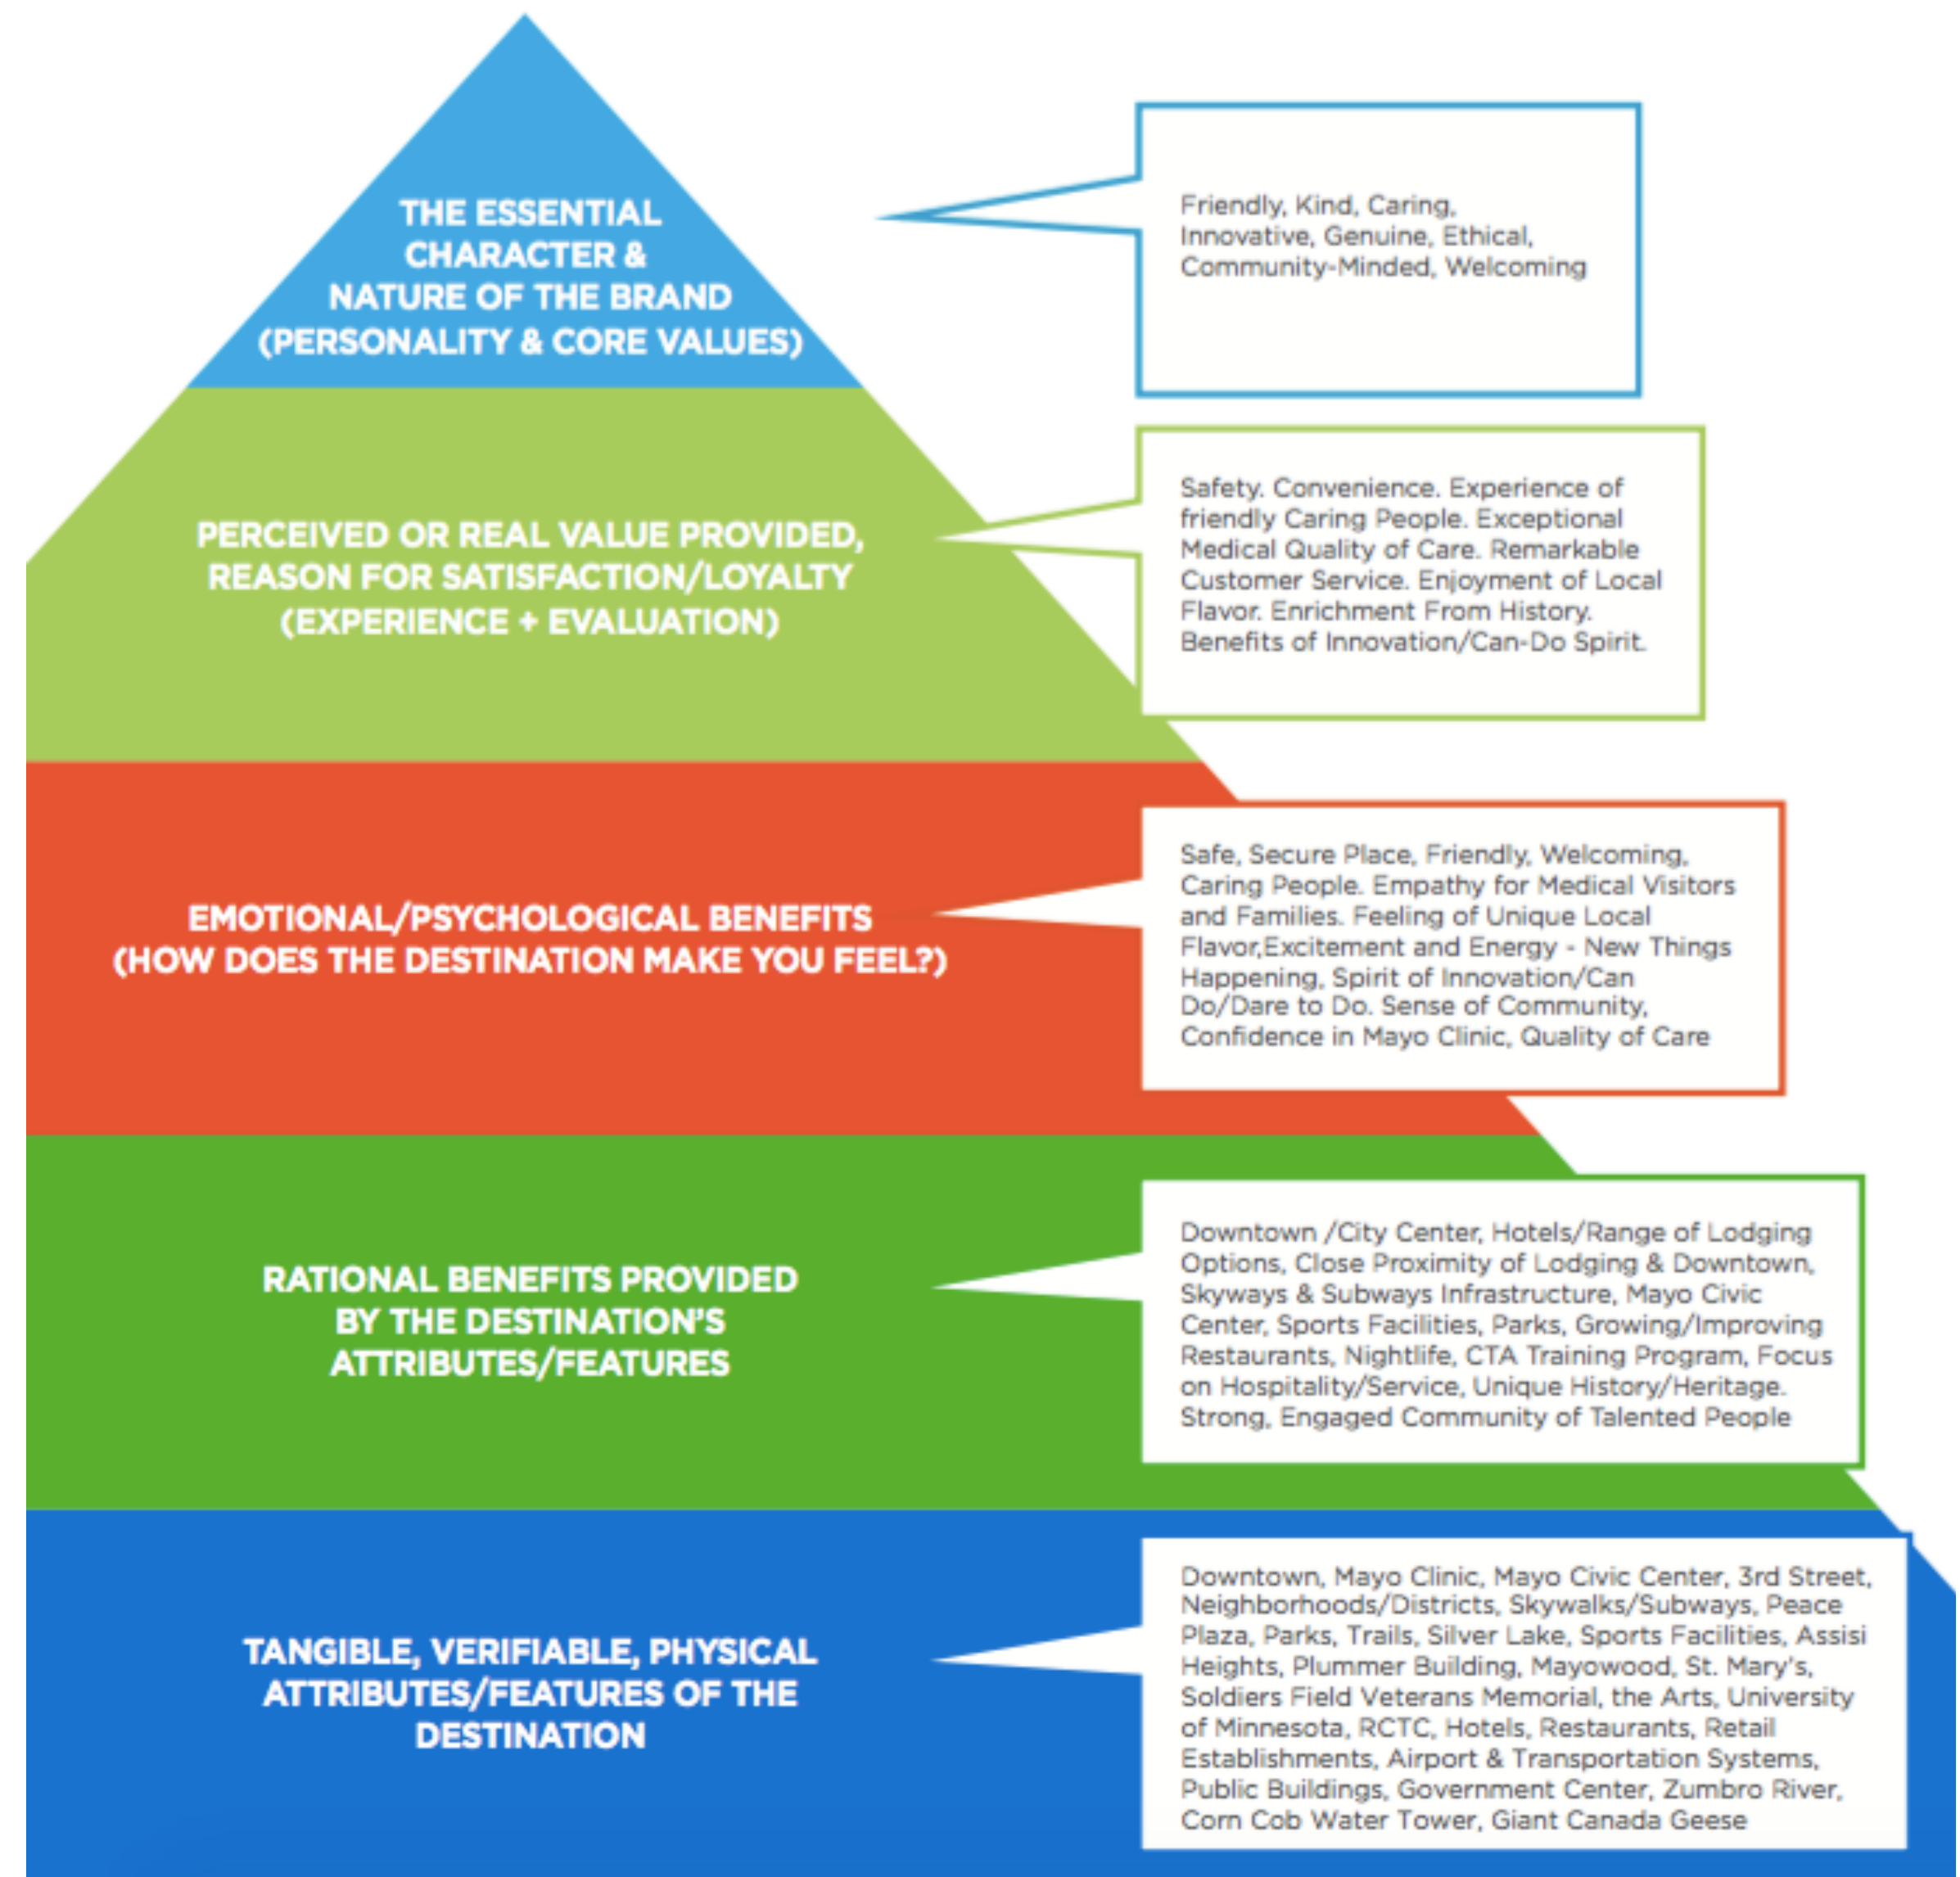 THE ESSENTIAL
CHARACTER &
NATURE OF THE BRAND
(PERSONALITY & CORE VALUES)
Friendly, Kind, Caring,
Innovative, Genuine, Ethical,
Community-Minded, Welcoming
PERCEIVED OR REAL VALUE PROVIDED,
REASON FOR SATISFACTION/LOYALTY
(EXPERIENCE + EVALUATION)
Safety. Convenience. Experience of
friendly Caring People. Exceptional
Medical Quality of Care. Remarkable
Customer Service. Enjoyment of Local
Flavor. Enrichment From History.
Benefits of Innovation/Can-Do Spirit.
EMOTIONAL/PSYCHOLOGICAL BENEFITS
(HOW DOES THE DESTINATION MAKE YOU FEEL?)
Safe, Secure Place, Friendly, Welcoming,
Caring People. Empathy for Medical Visitors
and Families. Feeling of Unique Local
Flavor,Excitement and Energy - New Things
Happening, Spirit of Innovation/Can
Do/Dare to Do. Sense of Community,
Confidence in Mayo Clinic, Quality of Care
RATIONAL BENEFITS PROVIDED
BY THE DESTINATION'S
ATTRIBUTES/FEATURES
Downtown /City Center, Hotels/Range of Lodging
Options, Close Proximity of Lodging & Downtown,
Skyways & Subways Infrastructure, Mayo Civic
Center, Sports Facilities, Parks, Growing/Improving
Restaurants, Nightlife, CTA Training Program, Focus
on Hospitality/Service, Unique History/Heritage.
Strong, Engaged Community of Talented People
TANGIBLE, VERIFIABLE, PHYSICAL
ATTRIBUTES/FEATURES OF THE
DESTINATION
Downtown, Mayo Clinic, Mayo Civic Center, 3rd Street,
Neighborhoods/Districts, Skywalks/Subways, Peace
Plaza, Parks, Trails, Silver Lake, Sports Facilities, Assisi
Heights, Plummer Building, Mayowood, St. Mary's,
Soldiers Field Veterans Memorial, the Arts, University
of Minnesota, RCTC, Hotels, Restaurants, Retail
Establishments, Airport & Transportation Systems,
Public Buildings, Government Center, Zumbro River,
Corn Cob Water Tower, Giant Canada Geese